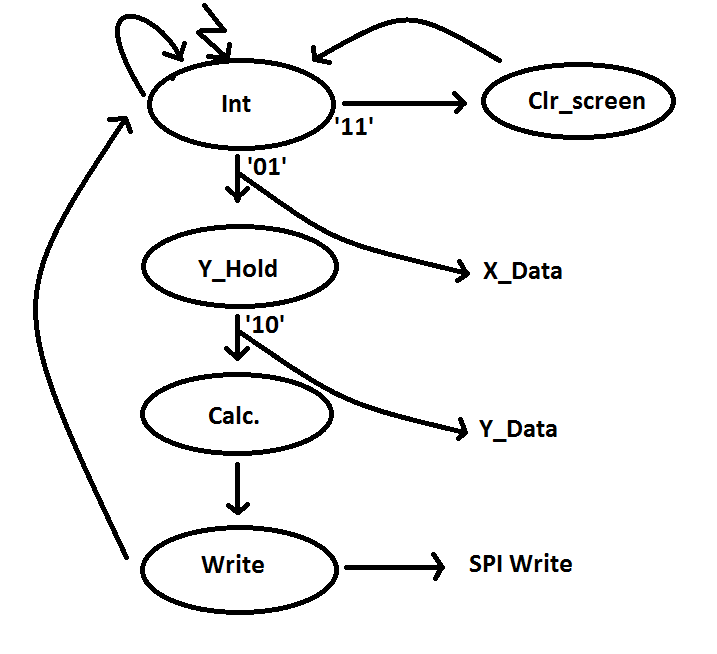 Int
Clr_screen
'11'
'01'
Y_Hold
X_Data
'10'
Calc.
Y_Data
Write
SPI Write